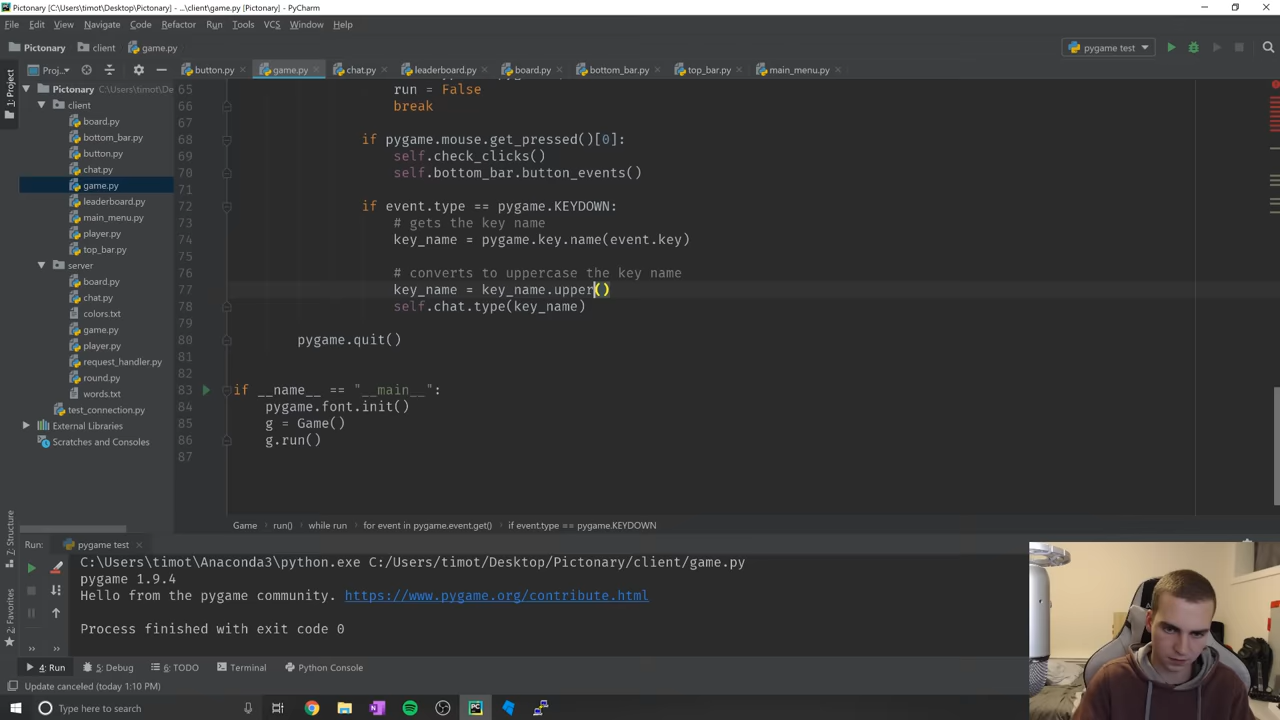 Pictonary [C:\Users\timot\Desktop\Pictonary] - ...\client\game.py [Pictonary] - PyCharm
File Edit View Navigate Code Refactor Run Tools VCS Window Help
Pictonary client game.py pygame test
Proj... button.py game.py chat.py leaderboard.py board.py bottom_bar.py top_bar.py main_menu.py
1: Project
Pictonary C:\Users\timot\De
client
board.py
bottom_bar.py
button.py
chat.py
game.py
leaderboard.py
main_menu.py
player.py
top_bar.py
server
board.py
chat.py
colors.txt
game.py
player.py
request_handler.py
round.py
words.txt
test_connection.py
External Libraries
Scratches and Consoles
65 run = False
66 break
67
68 if pygame.mouse.get_pressed()[0]:
69 self.check_clicks()
70 self.bottom_bar.button_events()
71
72 if event.type == pygame.KEYDOWN:
73 # gets the key name
74 key_name = pygame.key.name(event.key)
75
76 # converts to uppercase the key name
77 key_name = key_name.upper()
78 self.chat.type(key_name)
79
80 pygame.quit()
81
82
83 if __name__ == "__main__":
84 pygame.font.init()
85 g = Game()
86 g.run()
87
Game run() while run for event in pygame.event.get() if event.type == pygame.KEYDOWN
7: Structure
2: Favorites
Run: pygame test
C:\Users\timot\Anaconda3\python.exe C:/Users/timot/Desktop/Pictonary/client/game.py
pygame 1.9.4
Hello from the pygame community. https://www.pygame.org/contribute.html
Process finished with exit code 0
4: Run 5: Debug 6: TODO Terminal Python Console
Update canceled (today 1:10 PM)
Type here to search